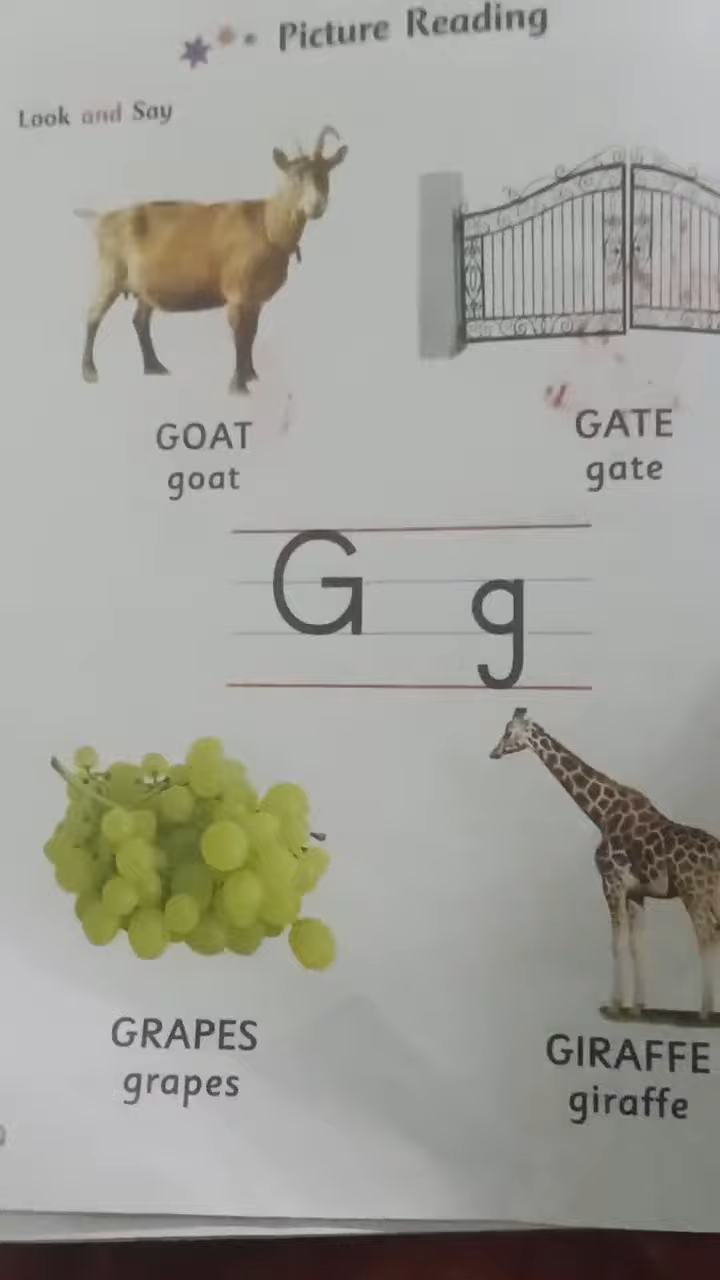 Picture Reading
Look and Say
GOAT
goat
GATE
gate
G g
GRAPES
grapes
GIRAFFE
giraffe